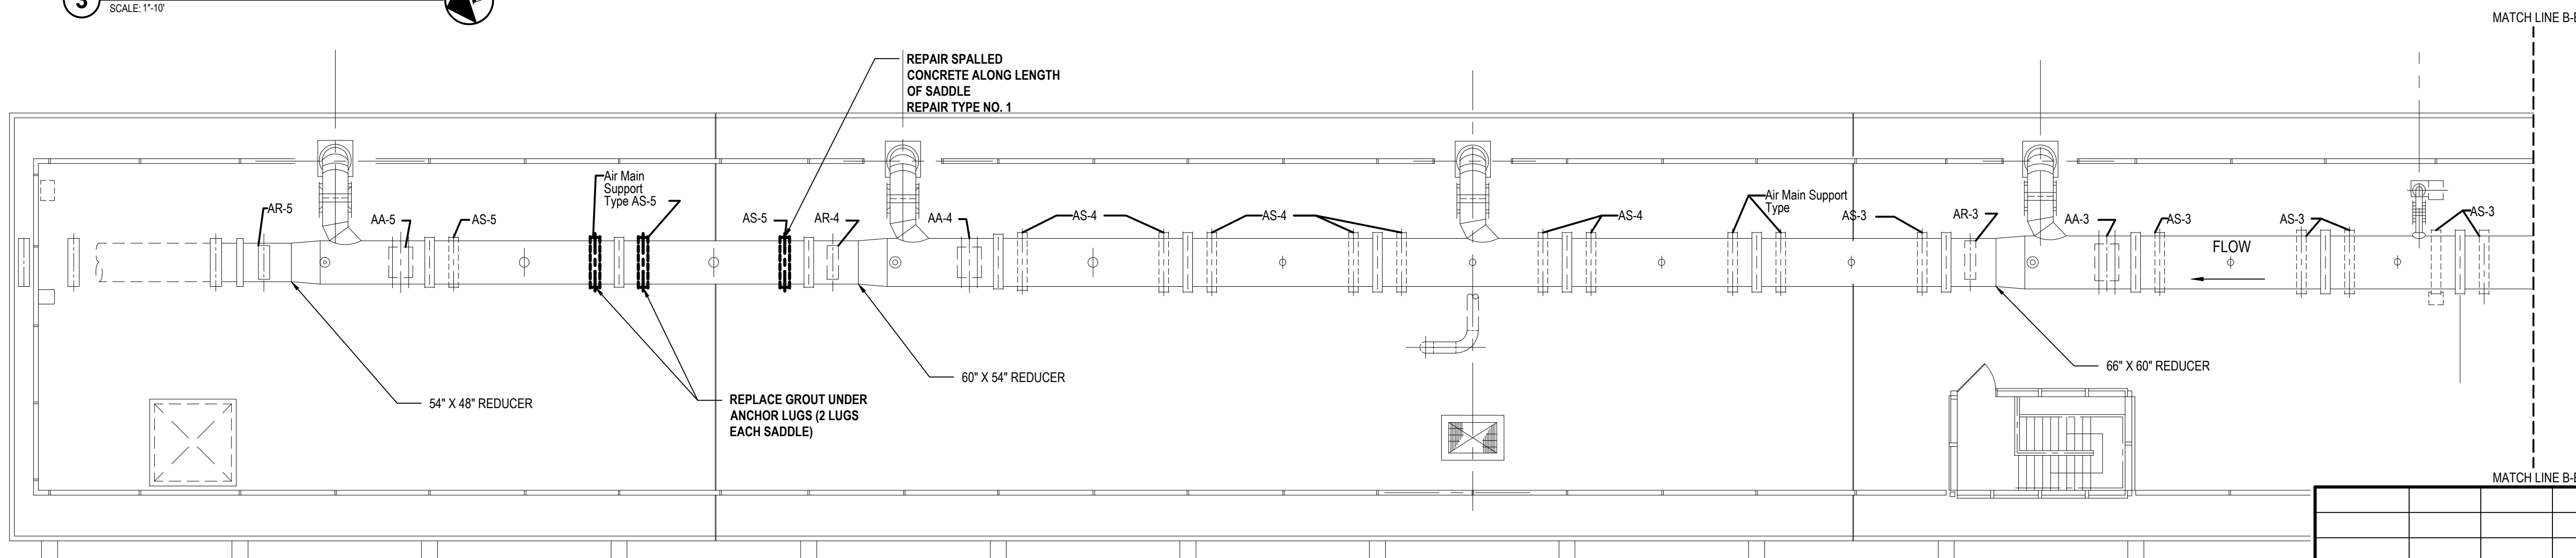 3
SCALE: 1"-10'
MATCH LINE B-B
REPAIR SPALLED
CONCRETE ALONG LENGTH
OF SADDLE
REPAIR TYPE NO. 1
AR-5
AA-5
AS-5
Air Main
Support
Type AS-5
AS-5
AR-4
AA-4
AS-4
AS-4
AS-4
Air Main Support
Type
AS-3
AR-3
AA-3
AS-3
AS-3
AS-3
FLOW
54" X 48" REDUCER
REPLACE GROUT UNDER
ANCHOR LUGS (2 LUGS
EACH SADDLE)
60" X 54" REDUCER
66" X 60" REDUCER
MATCH LINE B-B